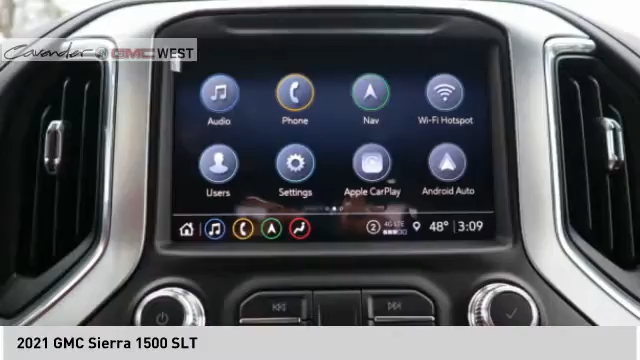 Cavender GMC WEST
Audio Phone Nav Wi-Fi Hotspot
Users Settings Apple CarPlay Android Auto
2 4G LTE 48° 3:09
2021 GMC Sierra 1500 SLT